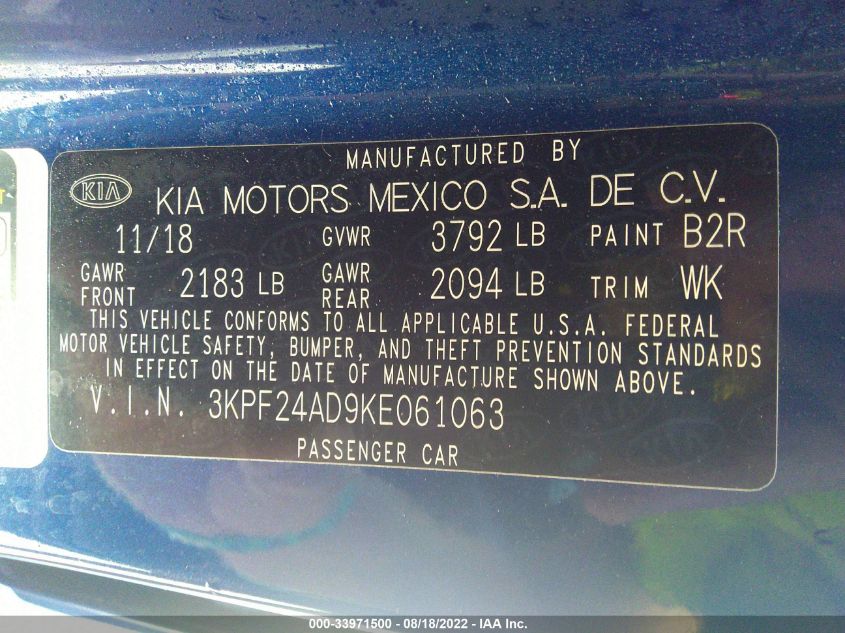 MANUFACTURED BY
KIA KIA MOTORS MEXICO S.A. DE C.V.
11/18 GVWR 3792 LB PAINT B2R
GAWR FRONT 2183 LB GAWR REAR 2094 LB TRIM WK
THIS VEHICLE CONFORMS TO ALL APPLICABLE U.S.A. FEDERAL
MOTOR VEHICLE SAFETY, BUMPER, AND THEFT PREVENTION STANDARDS
IN EFFECT ON THE DATE OF MANUFACTURE SHOWN ABOVE.
V.I.N. 3KPF24AD9KE061063
PASSENGER CAR
000-33971500 - 08/18/2022 - IAA Inc.